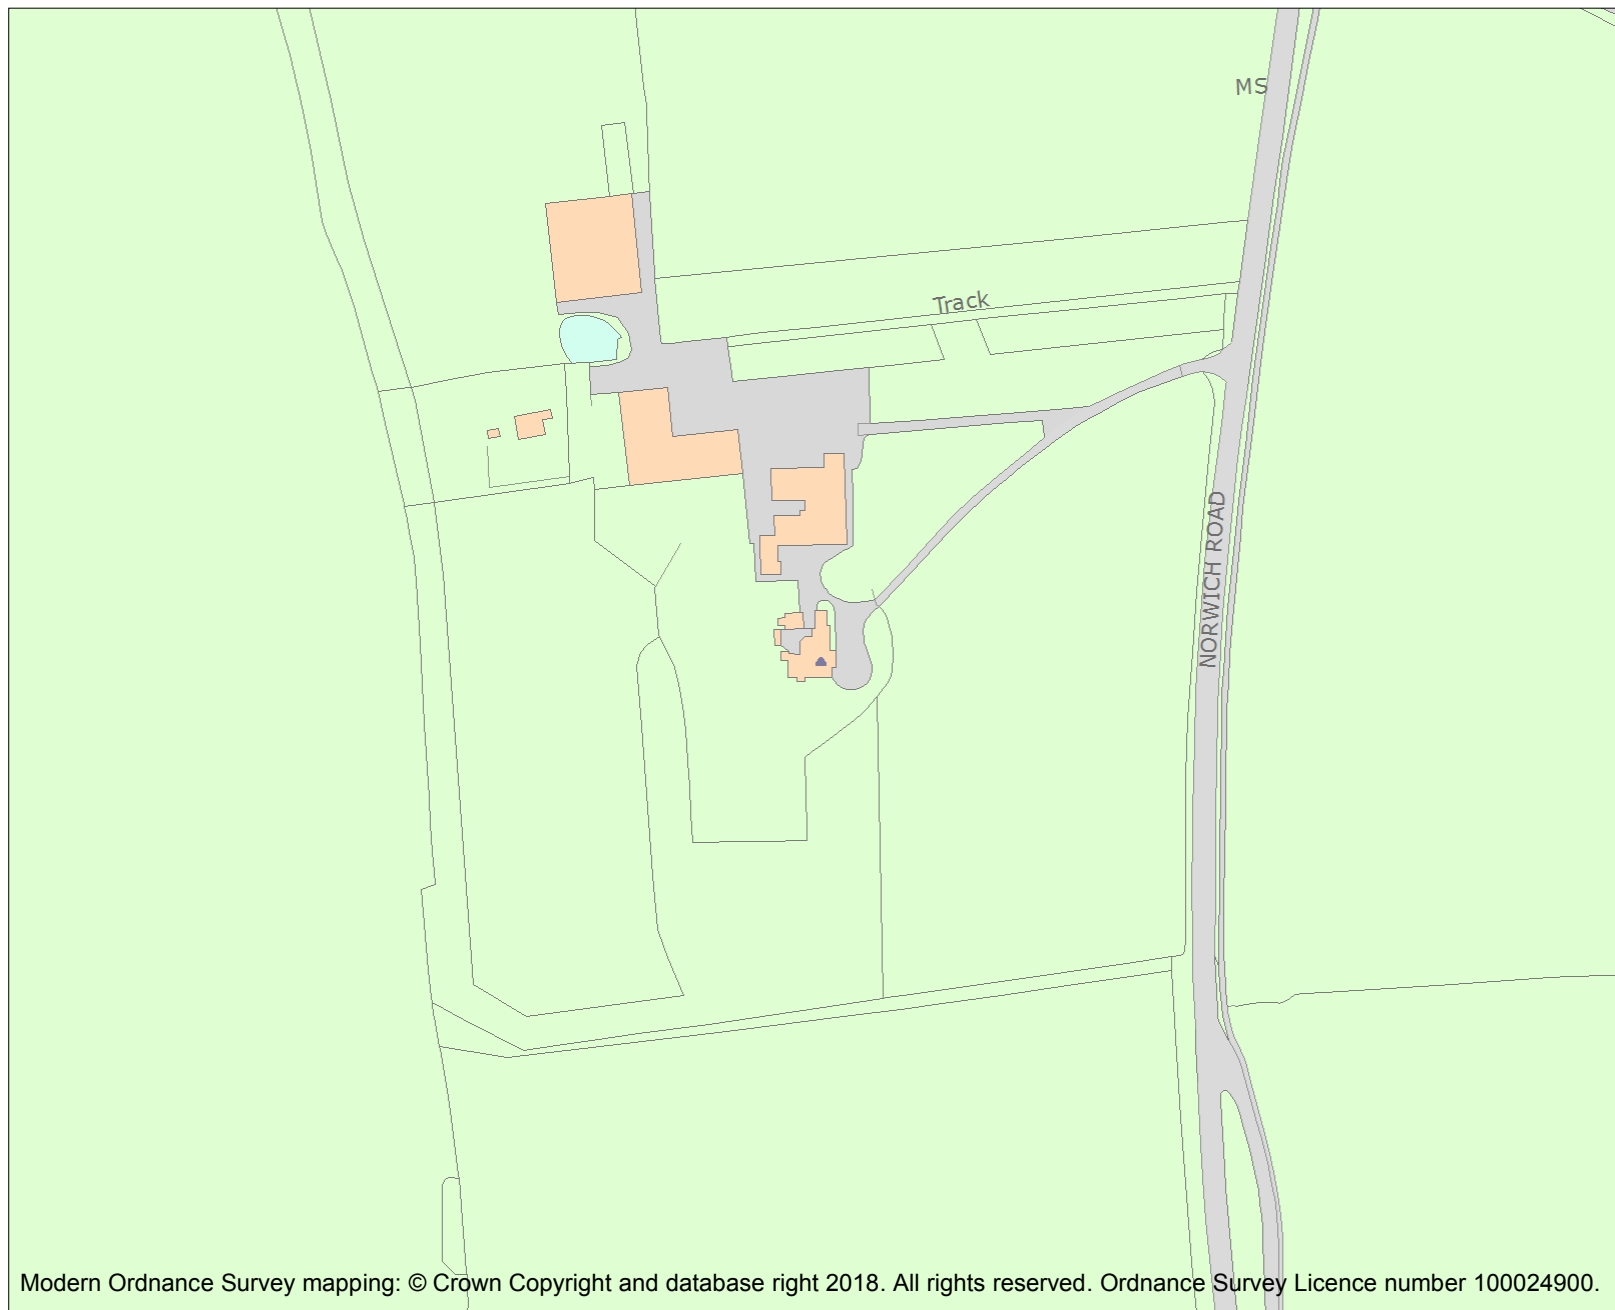 MS
Track
NORWICH ROAD
Modern Ordnance Survey mapping: © Crown Copyright and database right 2018. All rights reserved. Ordnance Survey Licence number 100024900.